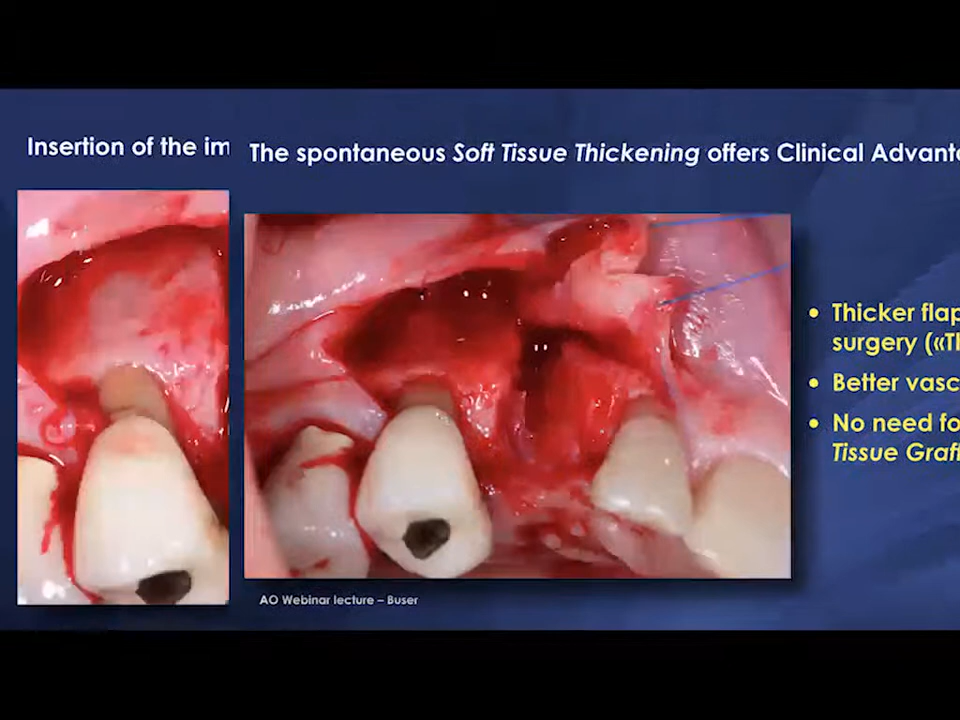 Insertion of the im
The spontaneous Soft Tissue Thickening offers Clinical Advant
• Thicker flap
surgery («T
• Better vasc
• No need fo
Tissue Graf
AO Webinar lecture – Buser